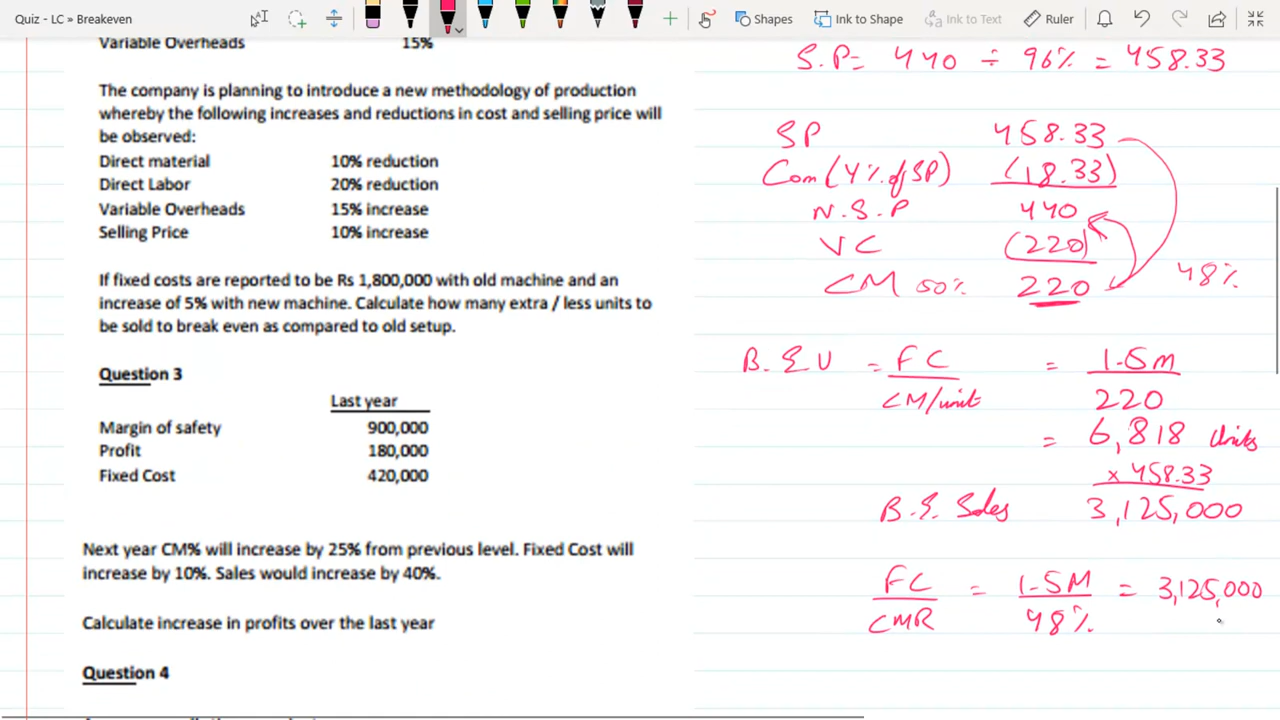 Quiz - LC » Breakeven
Shapes
Ink to Shape
Ink to Text
Ruler
Variable Overheads 15%
The company is planning to introduce a new methodology of production
whereby the following increases and reductions in cost and selling price will
be observed:
Direct material 10% reduction
Direct Labor 20% reduction
Variable Overheads 15% increase
Selling Price 10% increase
If fixed costs are reported to be Rs 1,800,000 with old machine and an
increase of 5% with new machine. Calculate how many extra / less units to
be sold to break even as compared to old setup.
Question 3
Last year
Margin of safety 900,000
Profit 180,000
Fixed Cost 420,000
Next year CM% will increase by 25% from previous level. Fixed Cost will
increase by 10%. Sales would increase by 40%.
Calculate increase in profits over the last year
Question 4
S.P= 440 ÷ 96% = 458.33
SP 458.33
Com (4% of SP) (18.33)
N.S.P 440
VC (220)
CM 50% 220
48%
B.E U = FC = 1.5M
CM/unit 220
= 6,818 Units
x 458.33
B.E. Sales 3,125,000
FC = 1.5M = 3,125,000
CMR 48%